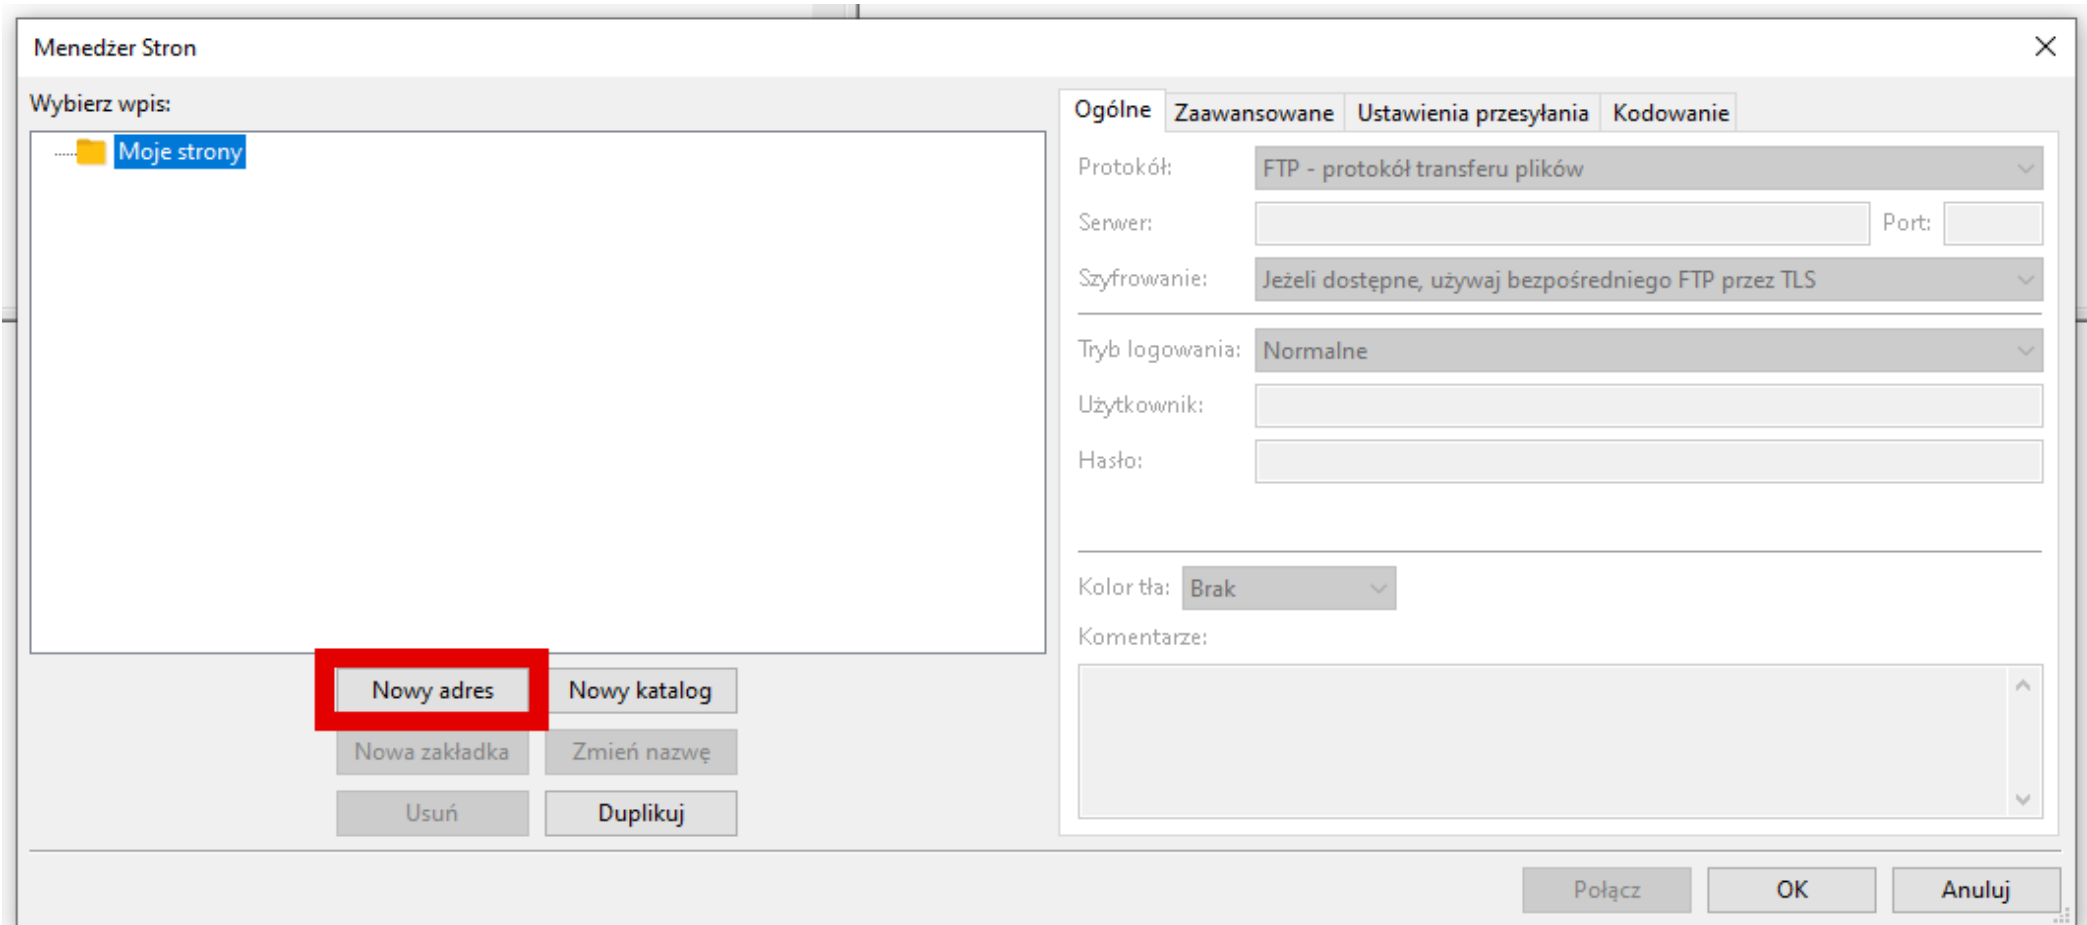 Menedżer Stron
Wybierz wpis:
Moje strony
Nowy adres Nowy katalog
Nowa zakładka Zmień nazwę
Usuń Duplikuj
Ogólne Zaawansowane Ustawienia przesyłania Kodowanie
Protokół: FTP - protokół transferu plików
Serwer: Port:
Szyfrowanie: Jeżeli dostępne, używaj bezpośredniego FTP przez TLS
Tryb logowania: Normalne
Użytkownik:
Hasło:
Kolor tła: Brak
Komentarze:
Połącz OK Anuluj